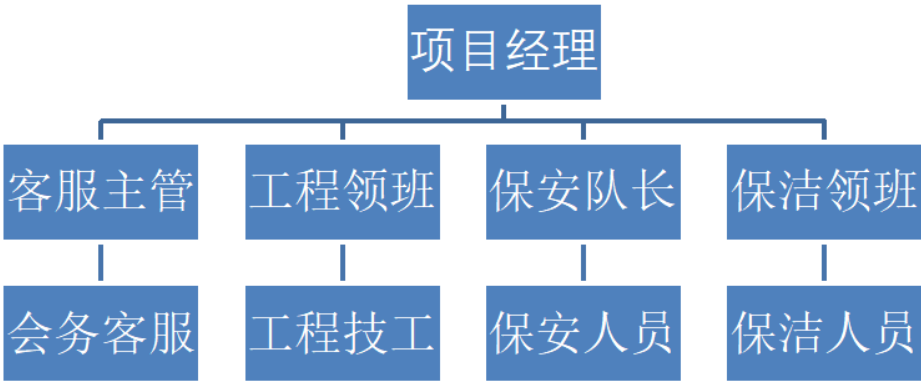 项目经理
客服主管
工程领班
保安队长
保洁领班
会务客服
工程技工
保安人员
保洁人员